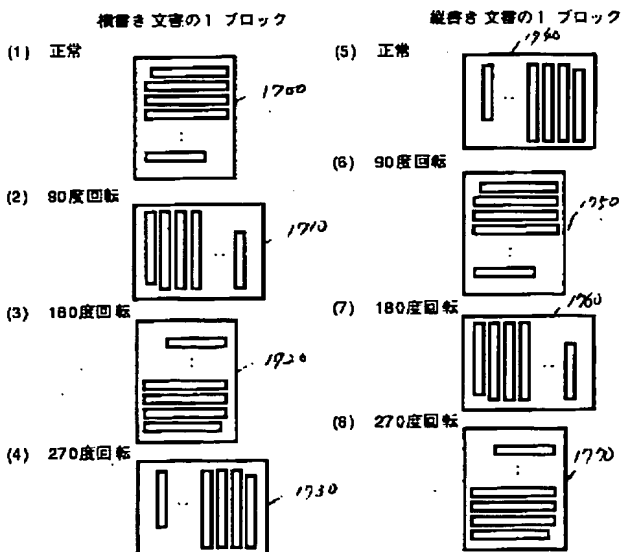 横書き 文書の1 ブロック
(1) 正常
1700
(2) 90度回転
1710
(3) 180度回転
1720
(4) 270度回転
1730
縦書き 文書の1 ブロック
(5) 正常
1740
(6) 90度回転
1750
(7) 180度回転
1760
(8) 270度回転
1770